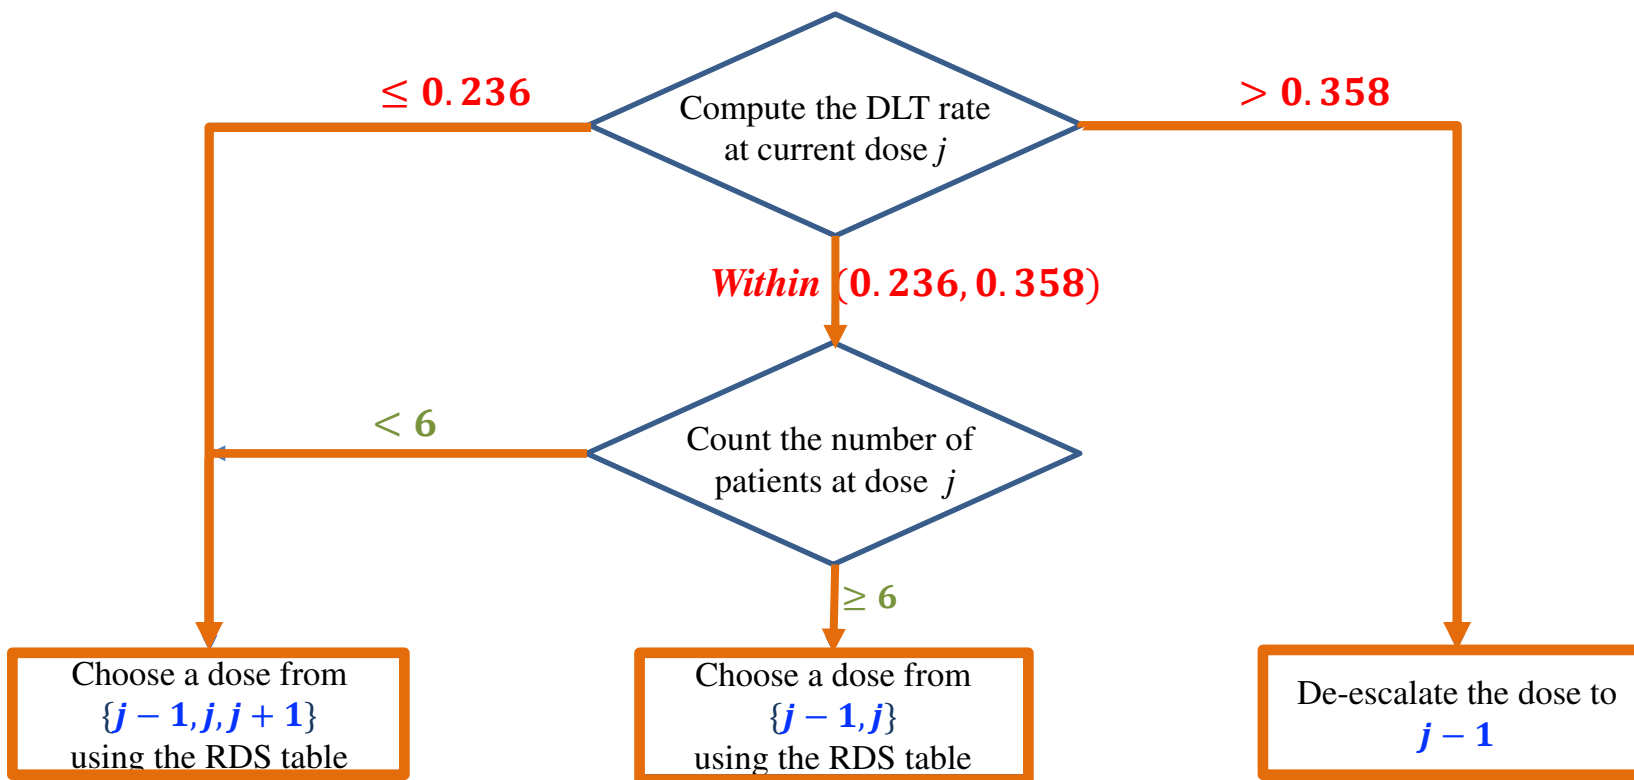 ≤ 0.236
Compute the DLT rate
at current dose j
> 0.358
Within (0.236, 0.358)
< 6
Count the number of
patients at dose j
≥ 6
Choose a dose from
{j − 1, j, j + 1}
using the RDS table
Choose a dose from
{j − 1, j}
using the RDS table
De-escalate the dose to
j − 1